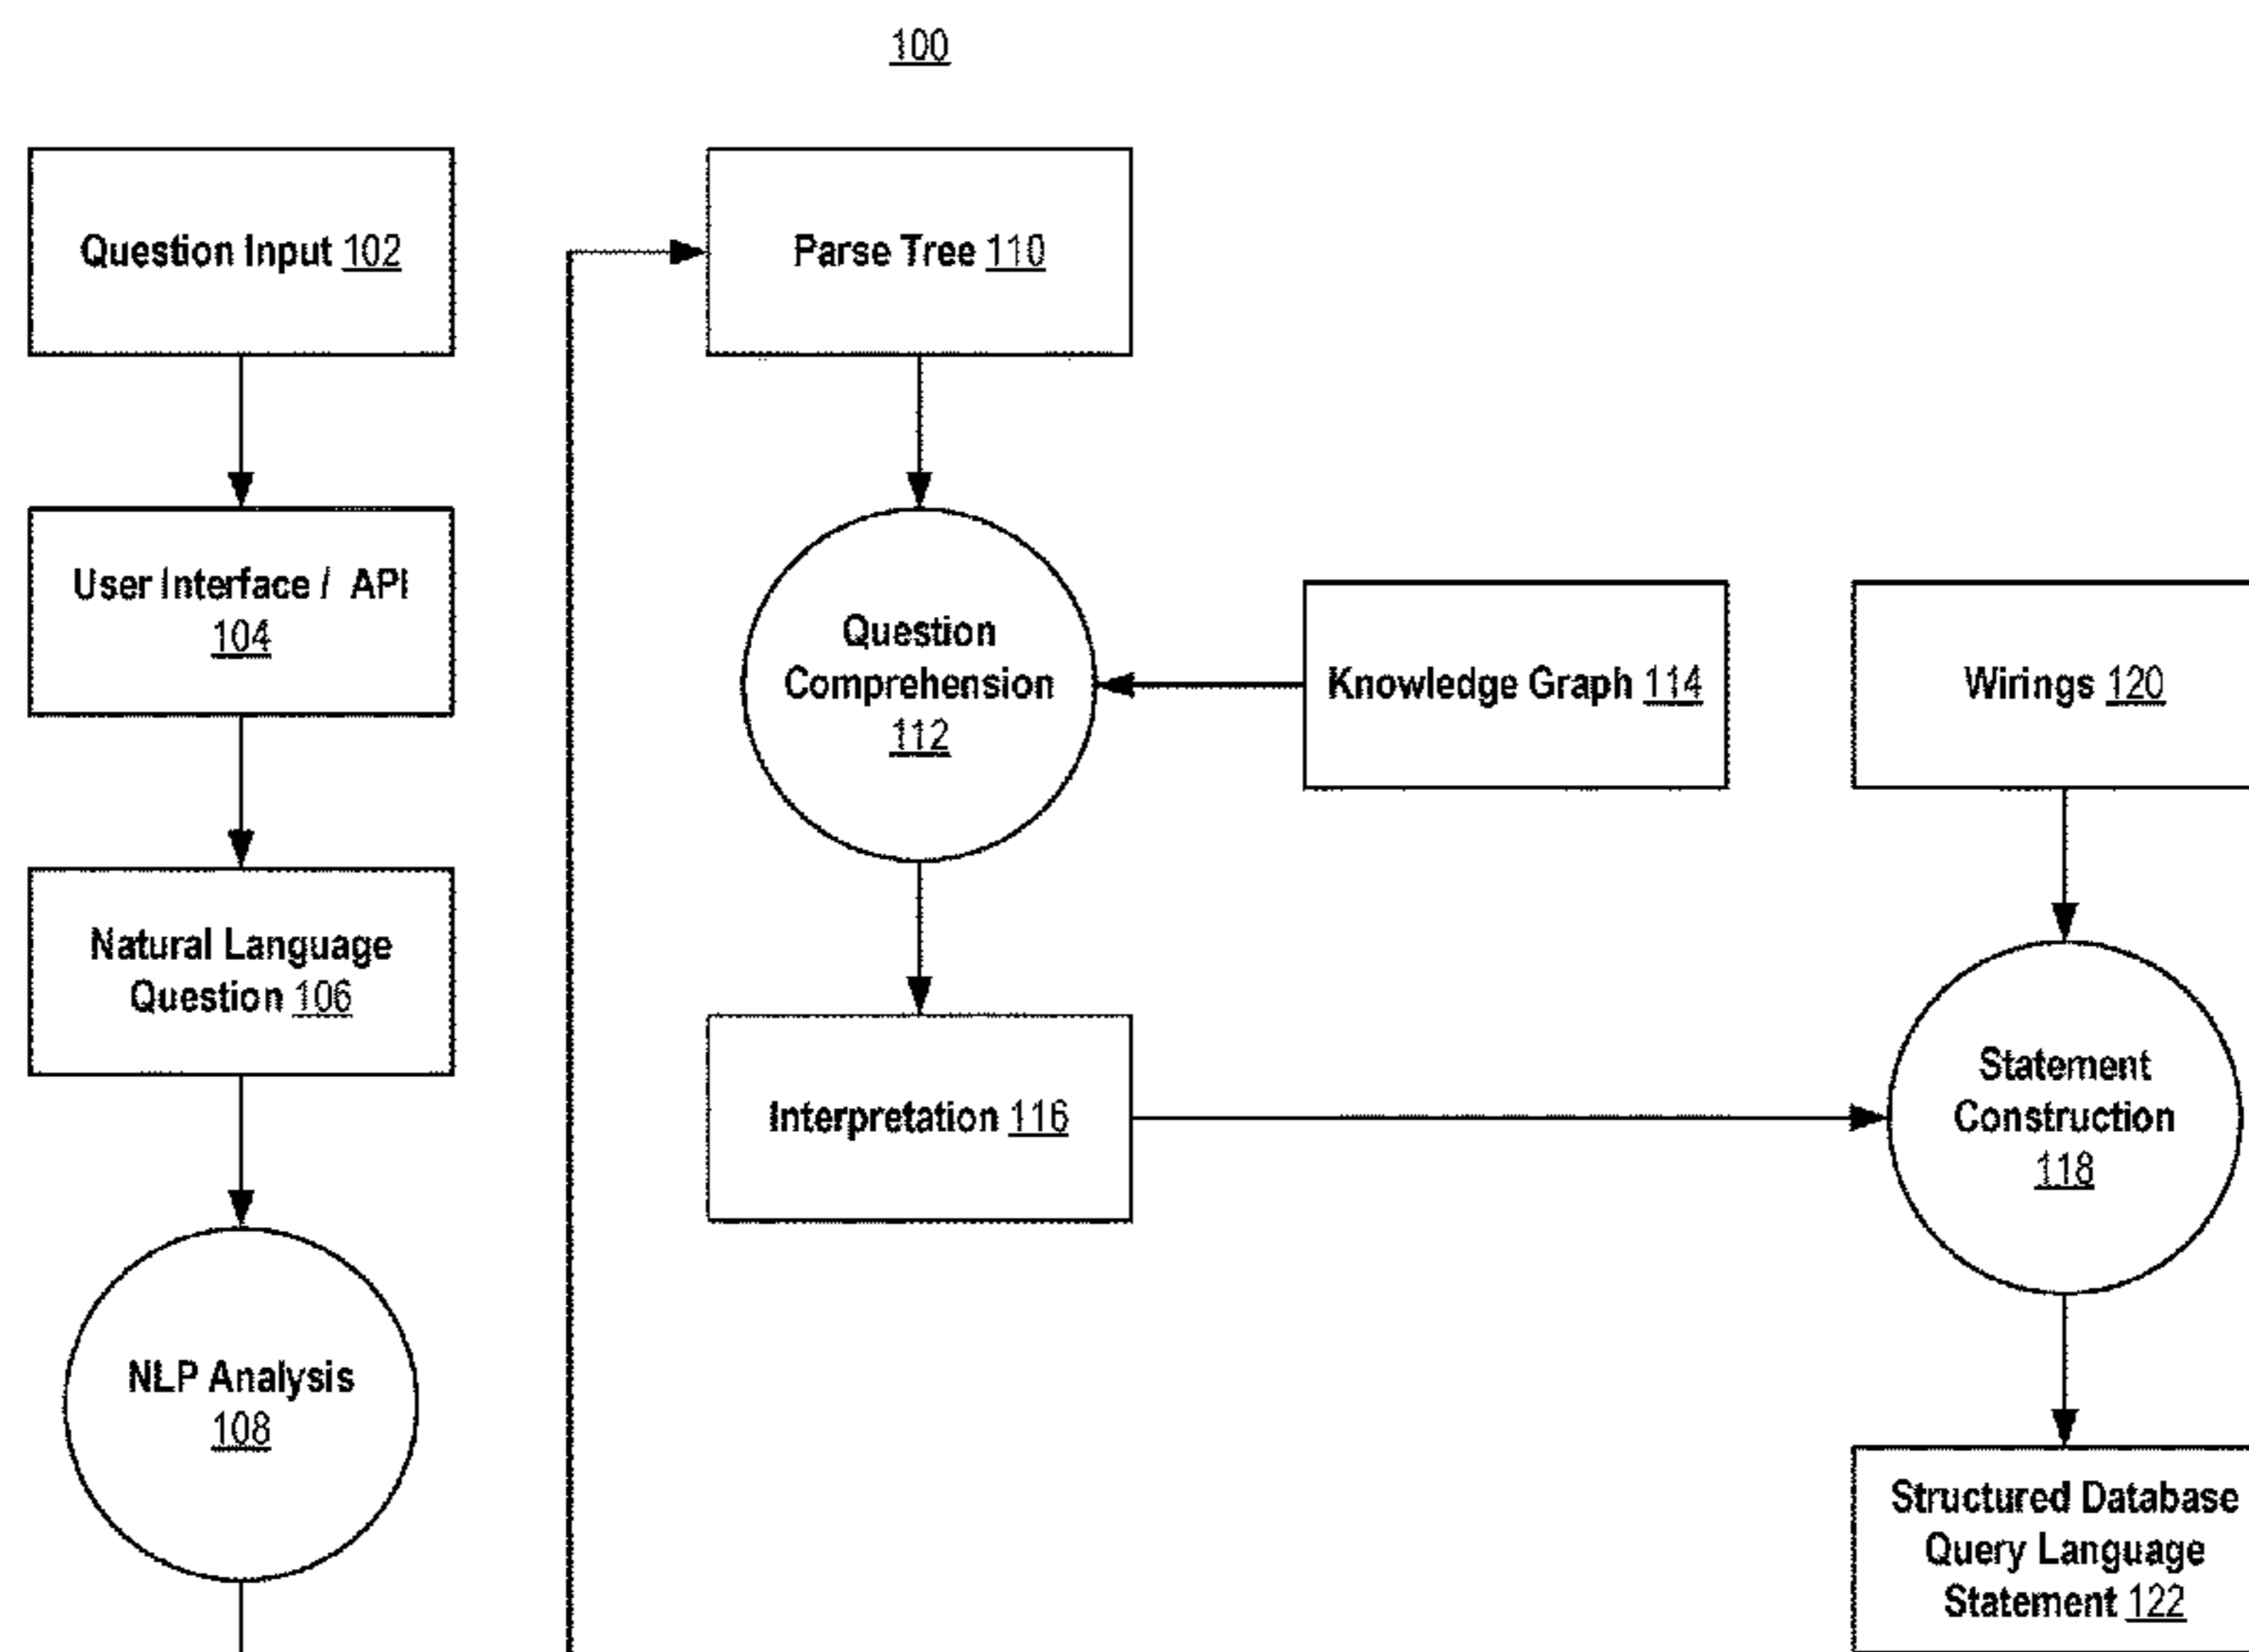 100
Question Input 102
User Interface / API
104
Natural Language
Question 106
NLP Analysis
108
Parse Tree 110
Question
Comprehension
112
Knowledge Graph 114
Interpretation 116
Wirings 120
Statement
Construction
118
Structured Database
Query Language
Statement 122